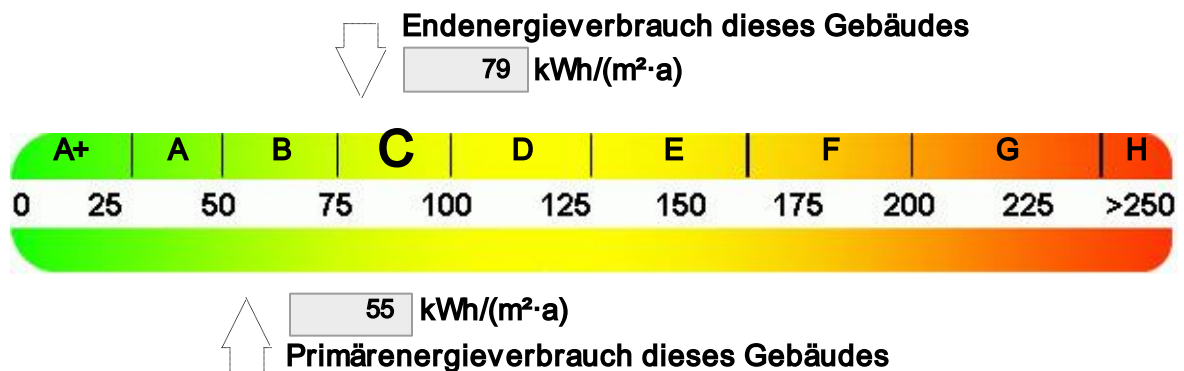 Endenergieverbrauch dieses Gebäudes
79 kWh/(m²·a)
A+ A B C D E F G H
0 25 50 75 100 125 150 175 200 225 >250
55 kWh/(m²·a)
Primärenergieverbrauch dieses Gebäudes